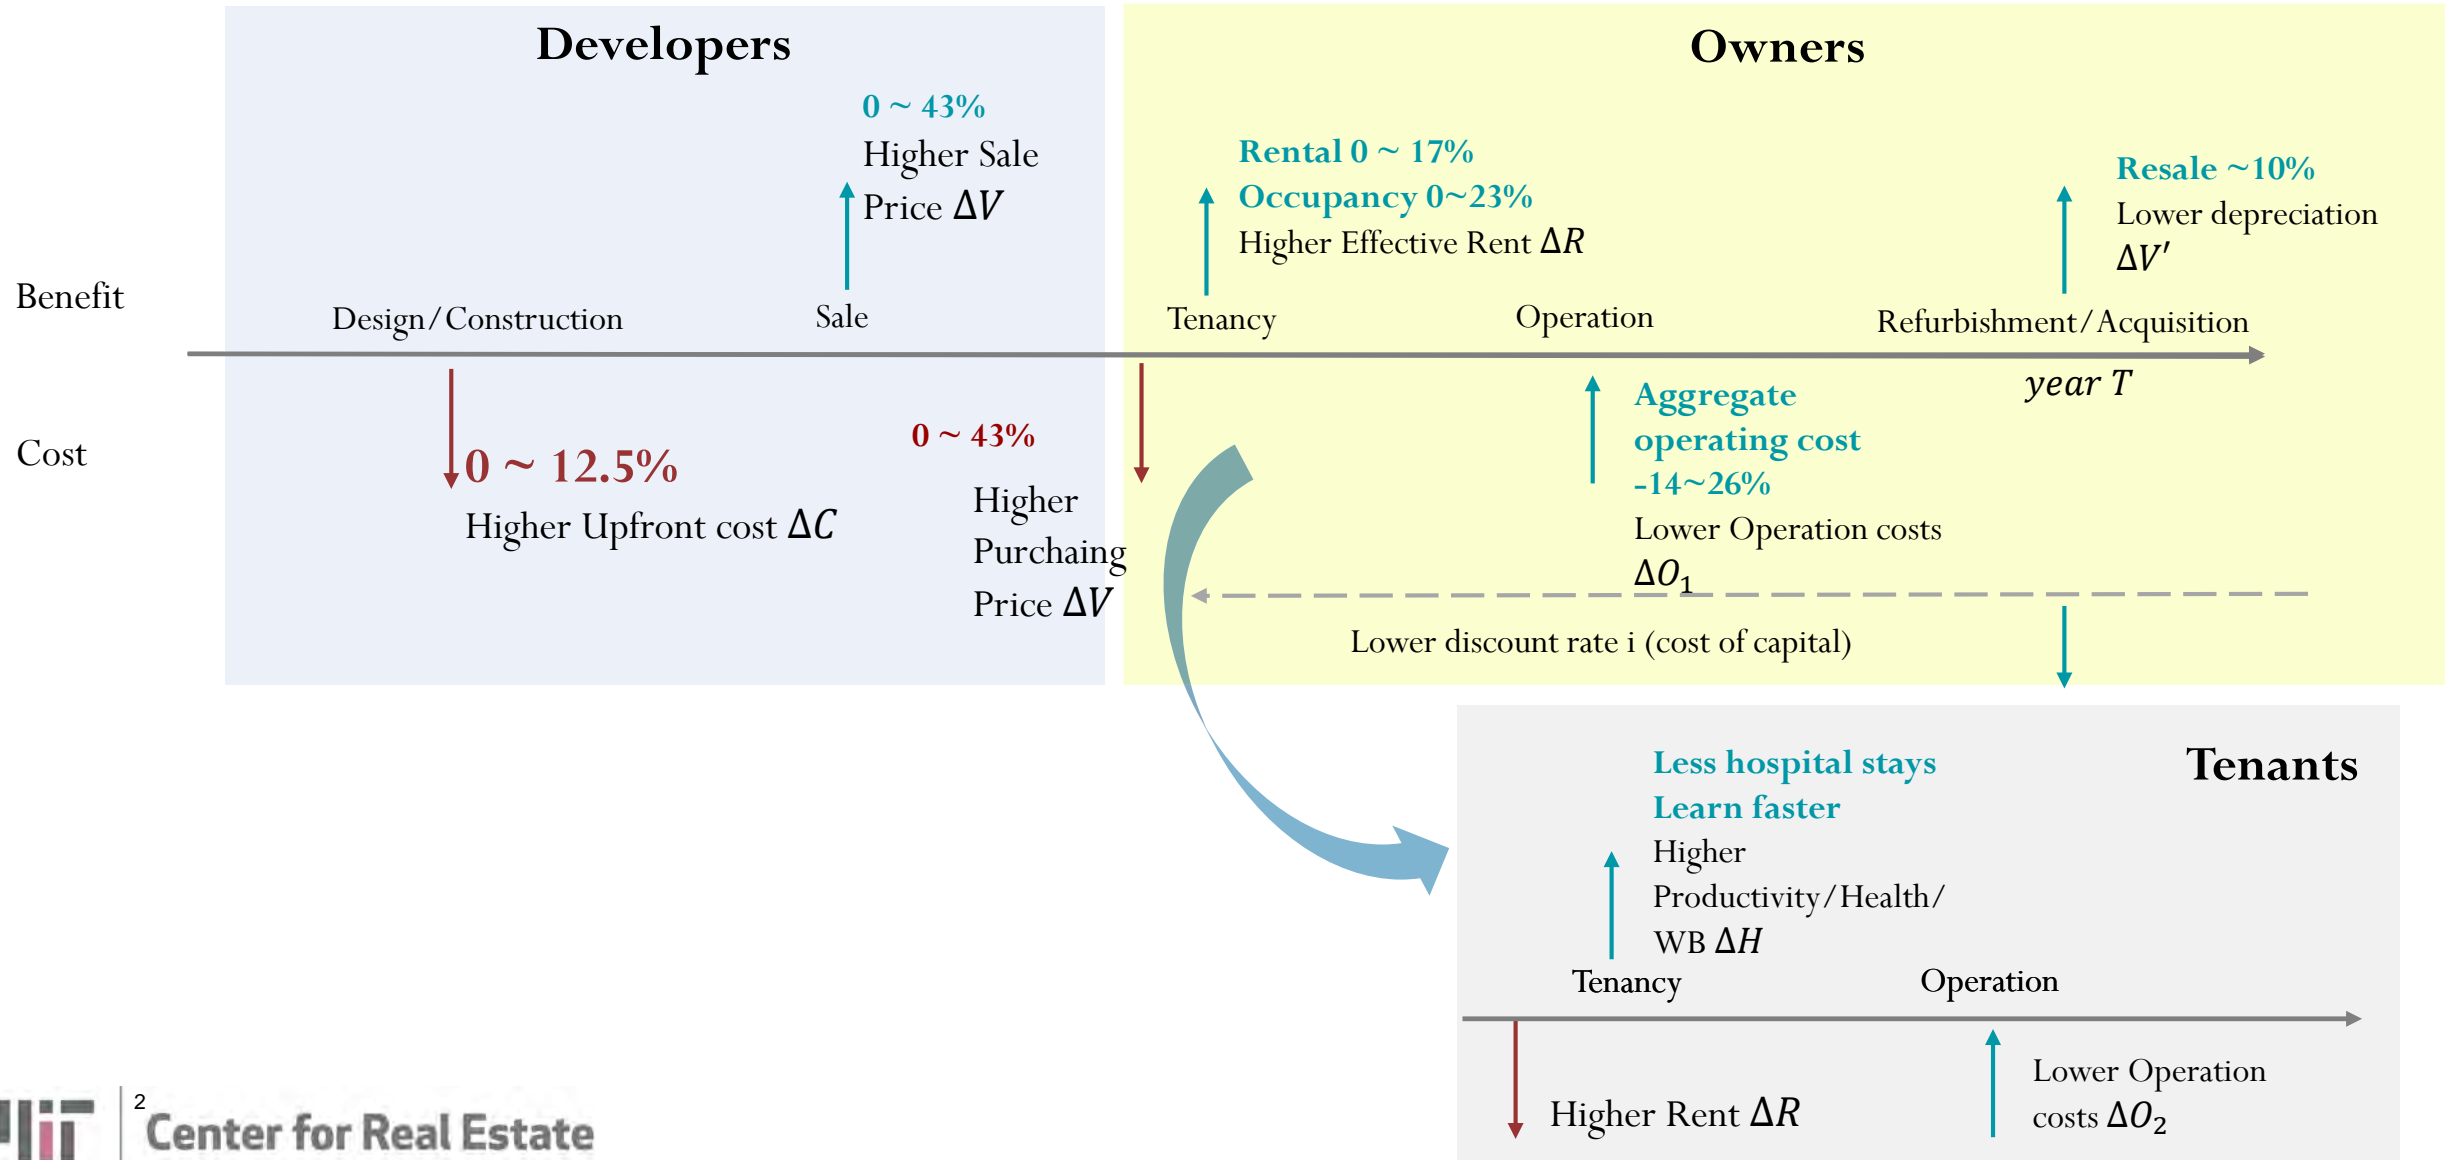 Developers
0 ~ 43%
Higher Sale
Price ΔV
Benefit
Design/Construction
Sale
Cost
0 ~ 12.5%
Higher Upfront cost ΔC
0 ~ 43%
Higher
Purchaing
Price ΔV
Owners
Rental 0 ~ 17%
Occupancy 0~23%
Higher Effective Rent ΔR
Resale ~10%
Lower depreciation
ΔV′
Tenancy
Operation
Refurbishment/Acquisition
year T
Aggregate
operating cost
-14~26%
Lower Operation costs
ΔO₁
Lower discount rate i (cost of capital)
Tenants
Less hospital stays
Learn faster
Higher
Productivity/Health/
WB ΔH
Tenancy
Operation
Higher Rent ΔR
Lower Operation
costs ΔO₂
2
Center for Real Estate